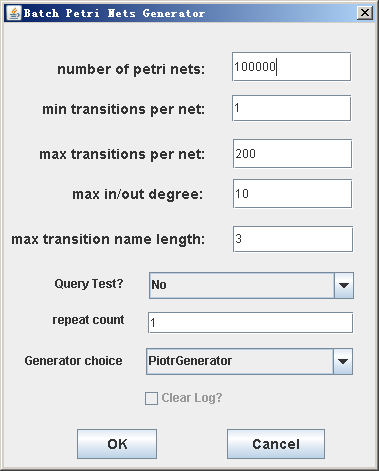 Batch Petri Nets Generator
number of petri nets: 100000
min transitions per net: 1
max transitions per net: 200
max in/out degree: 10
max transition name length: 3
Query Test? No
repeat count 1
Generator choice PiotrGenerator
Clear Log?
OK Cancel